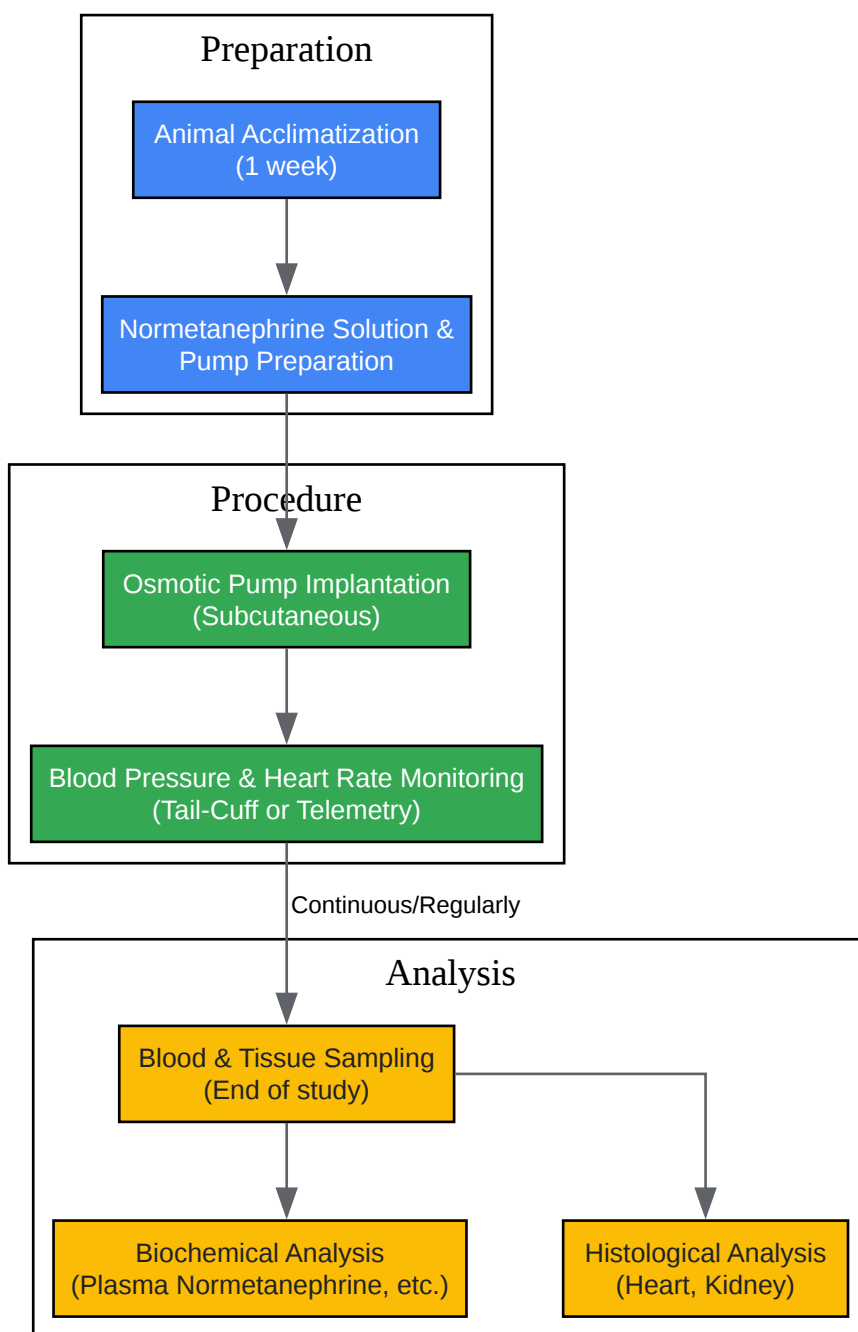 Preparation
Animal Acclimatization
(1 week)
Normetanephrine Solution &
Pump Preparation
Procedure
Osmotic Pump Implantation
(Subcutaneous)
Blood Pressure & Heart Rate Monitoring
(Tail-Cuff or Telemetry)
Continuous/Regularly
Analysis
Blood & Tissue Sampling
(End of study)
Biochemical Analysis
(Plasma Normetanephrine, etc.)
Histological Analysis
(Heart, Kidney)